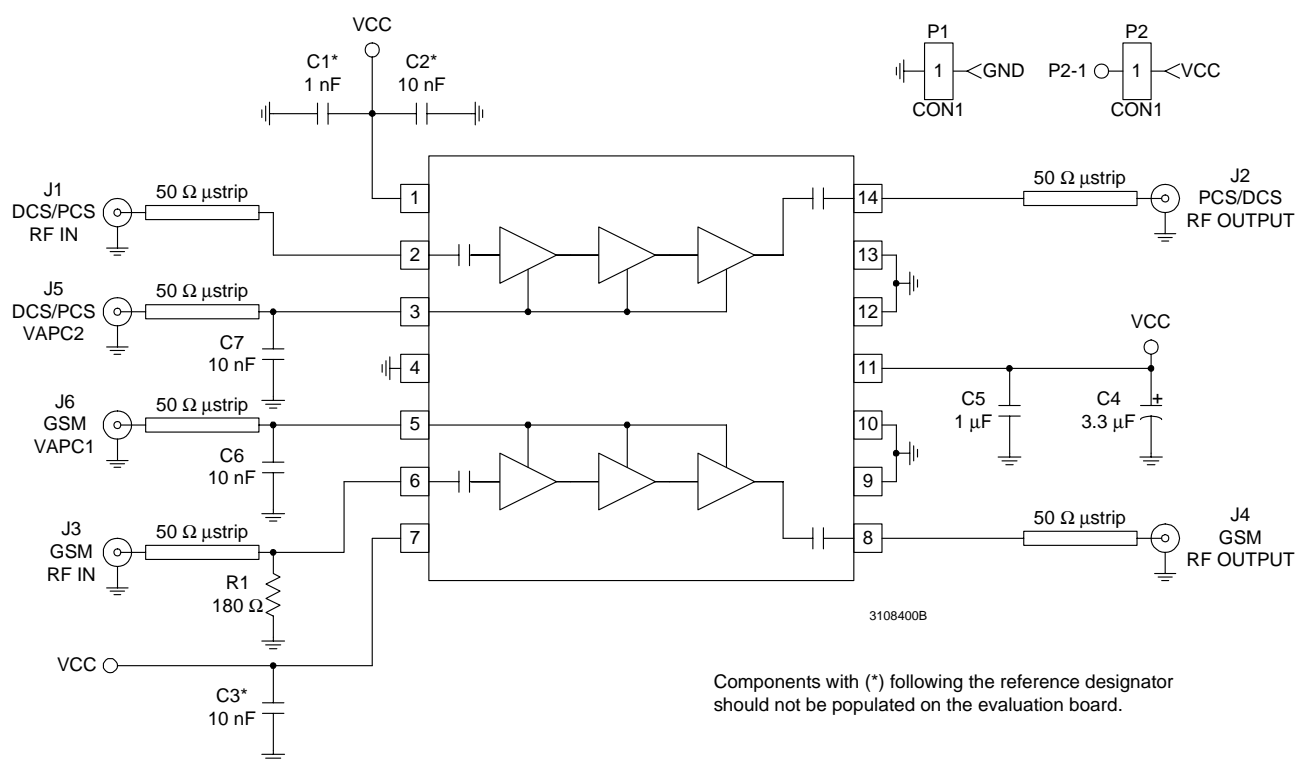 VCC
C1*
1 nF
C2*
10 nF
P1
1
GND
CON1
P2
P2-1
1
VCC
CON1
J1
DCS/PCS
RF IN
50 Ω µstrip
1
2
J5
DCS/PCS
VAPC2
50 Ω µstrip
3
C7
10 nF
4
J6
GSM
VAPC1
50 Ω µstrip
5
C6
10 nF
6
J3
GSM
RF IN
50 Ω µstrip
7
R1
180 Ω
VCC
C3*
10 nF
14
50 Ω µstrip
J2
PCS/DCS
RF OUTPUT
13
12
VCC
11
C5
1 µF
C4
+
3.3 µF
10
9
8
50 Ω µstrip
J4
GSM
RF OUTPUT
3108400B
Components with (*) following the reference designator
should not be populated on the evaluation board.